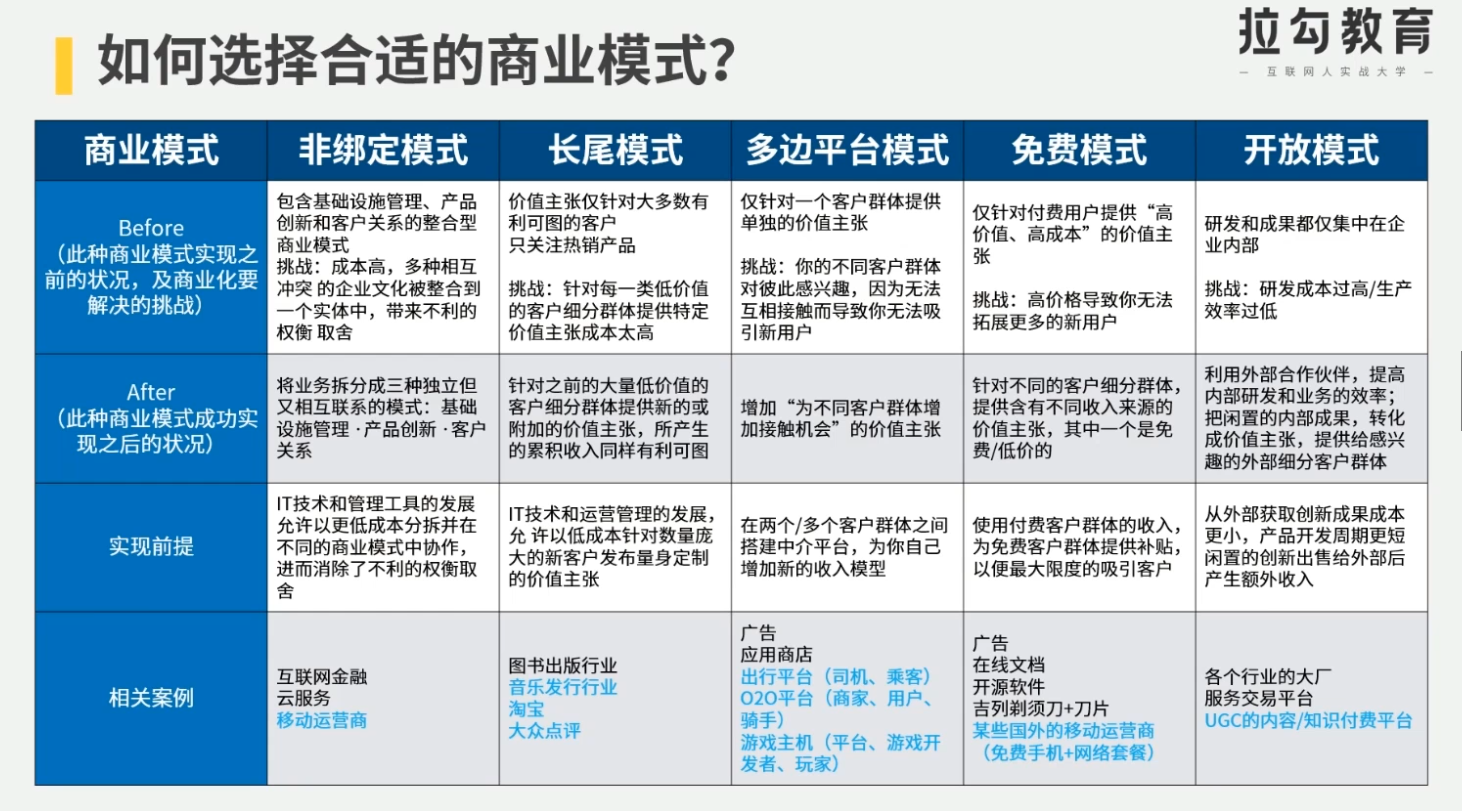 如何选择合适的商业模式？
拉勾教育
— 互联网人实战大学 —
商业模式
非绑定模式
长尾模式
多边平台模式
免费模式
开放模式
Before
（此种商业模式实现之
前的状况，及商业化要
解决的挑战）
包含基础设施管理、产品
创新和客户关系的整合型
商业模式
挑战：成本高，多种相互
冲突 的企业文化被整合到
一个实体中，带来不利的
权衡 取舍
价值主张仅针对大多数有
利可图的客户
只关注热销产品
挑战：针对每一类低价值
的客户细分群体提供特定
价值主张成本太高
仅针对一个客户群体提供
单独的价值主张
挑战：你的不同客户群体
对彼此感兴趣，因为无法
互相接触而导致你无法吸
引新用户
仅针对付费用户提供“高
价值、高成本”的价值主
张
挑战：高价格导致你无法
拓展更多的新用户
研发和成果都仅集中在企
业内部
挑战：研发成本过高/生产
效率过低
After
（此种商业模式成功实
现之后的状况）
将业务拆分成三种独立但
又相互联系的模式：基础
设施管理 ·产品创新 ·客户
关系
针对之前的大量低价值的
客户细分群体提供新的或
附加的价值主张，所产生
的累积收入同样有利可图
增加“为不同客户群体增
加接触机会”的价值主张
针对不同的客户细分群体，
提供含有不同收入来源的
价值主张，其中一个是免
费/低价的
利用外部合作伙伴，提高
内部研发和业务的效率；
把闲置的内部成果，转化
成价值主张，提供给感兴
趣的外部细分客户群体
实现前提
IT技术和管理工具的发展
允许以更低成本分拆并在
不同的商业模式中协作，
进而消除了不利的权衡取
舍
IT技术和运营管理的发展，
允 许以低成本针对数量庞
大的新客户发布量身定制
的价值主张
在两个/多个客户群体之间
搭建中介平台，为你自己
增加新的收入模型
使用付费客户群体的收入，
为免费客户群体提供补贴，
以便最大限度的吸引客户
从外部获取创新成果成本
更小，产品开发周期更短
闲置的创新出售给外部后
产生额外收入
相关案例
互联网金融
云服务
移动运营商
图书出版行业
音乐发行行业
淘宝
大众点评
广告
应用商店
出行平台（司机、乘客）
O2O平台（商家、用户、
骑手）
游戏主机（平台、游戏开
发者、玩家）
广告
在线文档
开源软件
吉列剃须刀+刀片
某些国外的移动运营商
（免费手机+网络套餐）
各个行业的大厂
服务交易平台
UGC的内容/知识付费平台